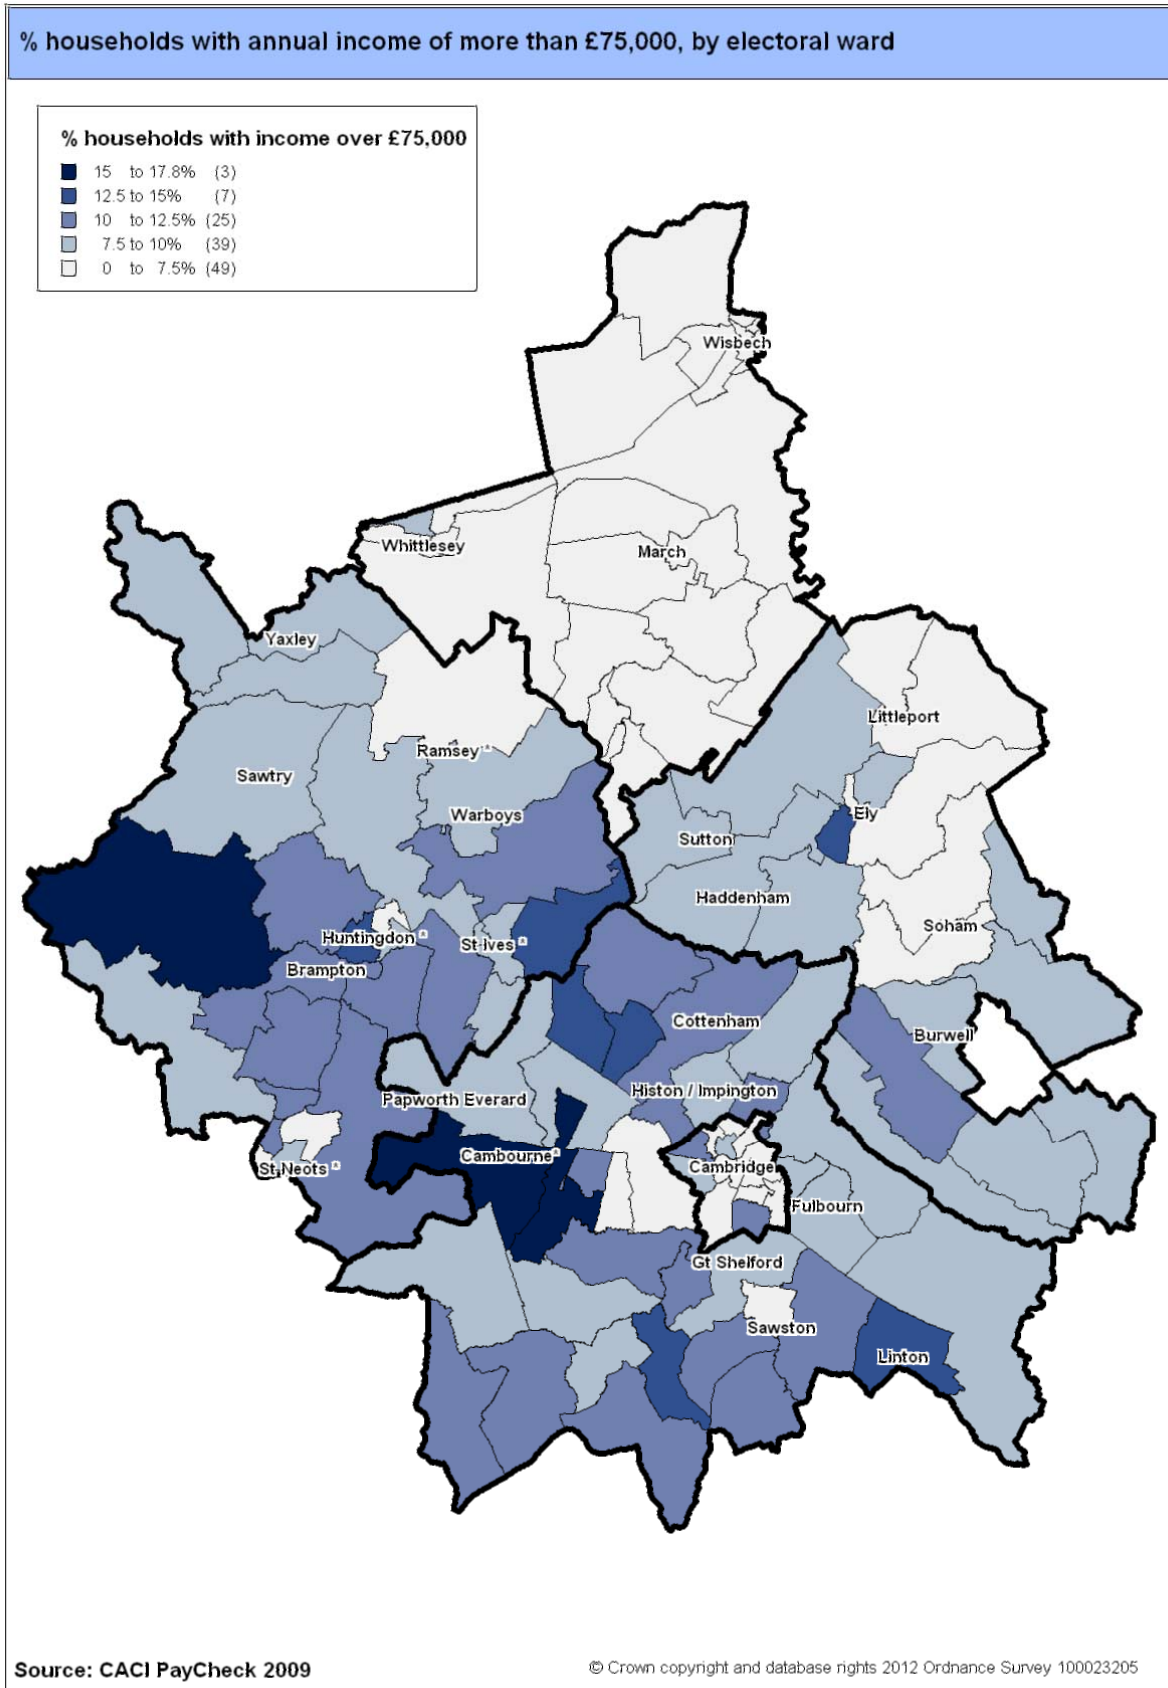 % households with annual income of more than £75,000, by electoral ward
% households with income over £75,000
15 to 17.8% (3)
12.5 to 15% (7)
10 to 12.5% (25)
7.5 to 10% (39)
0 to 7.5% (49)
Wisbech
Whittlesey
March
Yaxley
Littleport
Ramsey *
Sawtry
Warboys
Ely
Sutton
Haddenham
Soham
Huntingdon *
St Ives *
Brampton
Cottenham
Burwell
Histon / Impington
Papworth Everard
Cambourne*
Cambridge
St Neots *
Fulbourn
Gt Shelford
Sawston
Linton
Source: CACI PayCheck 2009
© Crown copyright and database rights 2012 Ordnance Survey 100023205